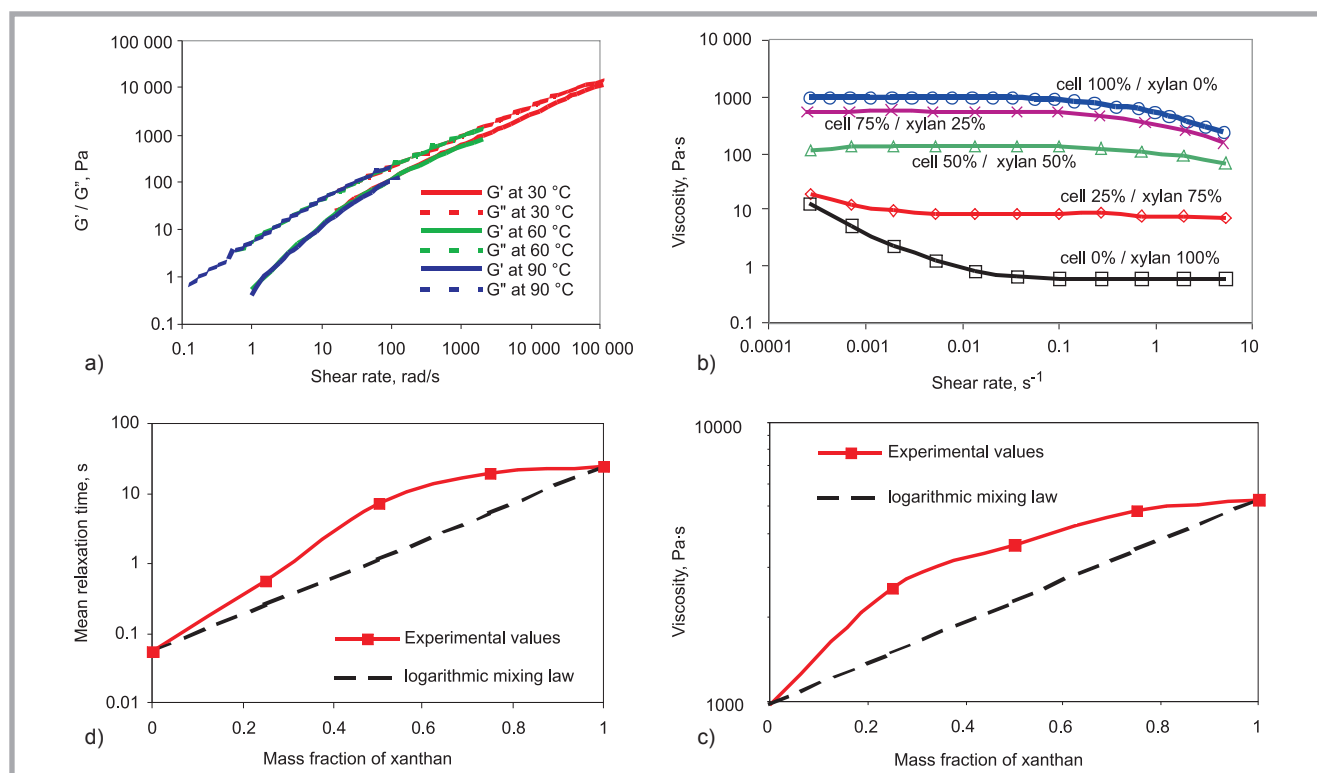 100 000
10 000
1000
100
10
1
0.1
G' / G", Pa
0.1 1 10 100 1000 10 000 100 000
Shear rate, rad/s
G' at 30 °C
G" at 30 °C
G' at 60 °C
G" at 60 °C
G' at 90 °C
G" at 90 °C
a)
10 000
1000
100
10
1
0.1
Viscosity, Pa·s
0.0001 0.001 0.01 0.1 1 10
Shear rate, s⁻¹
cell 100% / xylan 0%
cell 75% / xylan 25%
cell 50% / xylan 50%
cell 25% / xylan 75%
cell 0% / xylan 100%
b)
100
10
1
0.1
0.01
Mean relaxation time, s
0 0.2 0.4 0.6 0.8 1
Mass fraction of xanthan
Experimental values
logarithmic mixing law
d)
10000
1000
Viscosity, Pa·s
0 0.2 0.4 0.6 0.8 1
Mass fraction of xanthan
Experimental values
logarithmic mixing law
c)